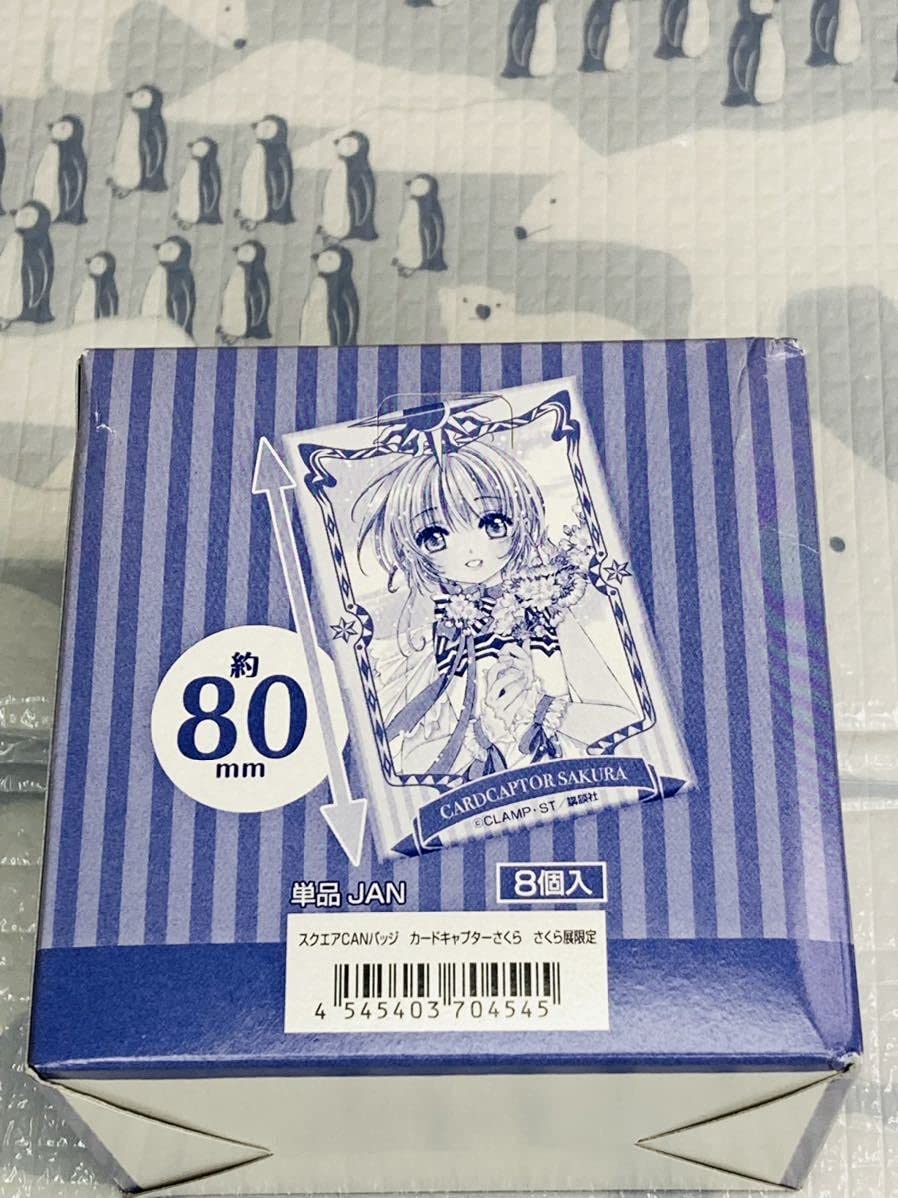 約
80
mm
CARDCAPTOR SAKURA
©CLAMP・ST／講談社
単品 JAN
8個入
スクエアCANバッジ カードキャプターさくら さくら展限定
4 545403 704545